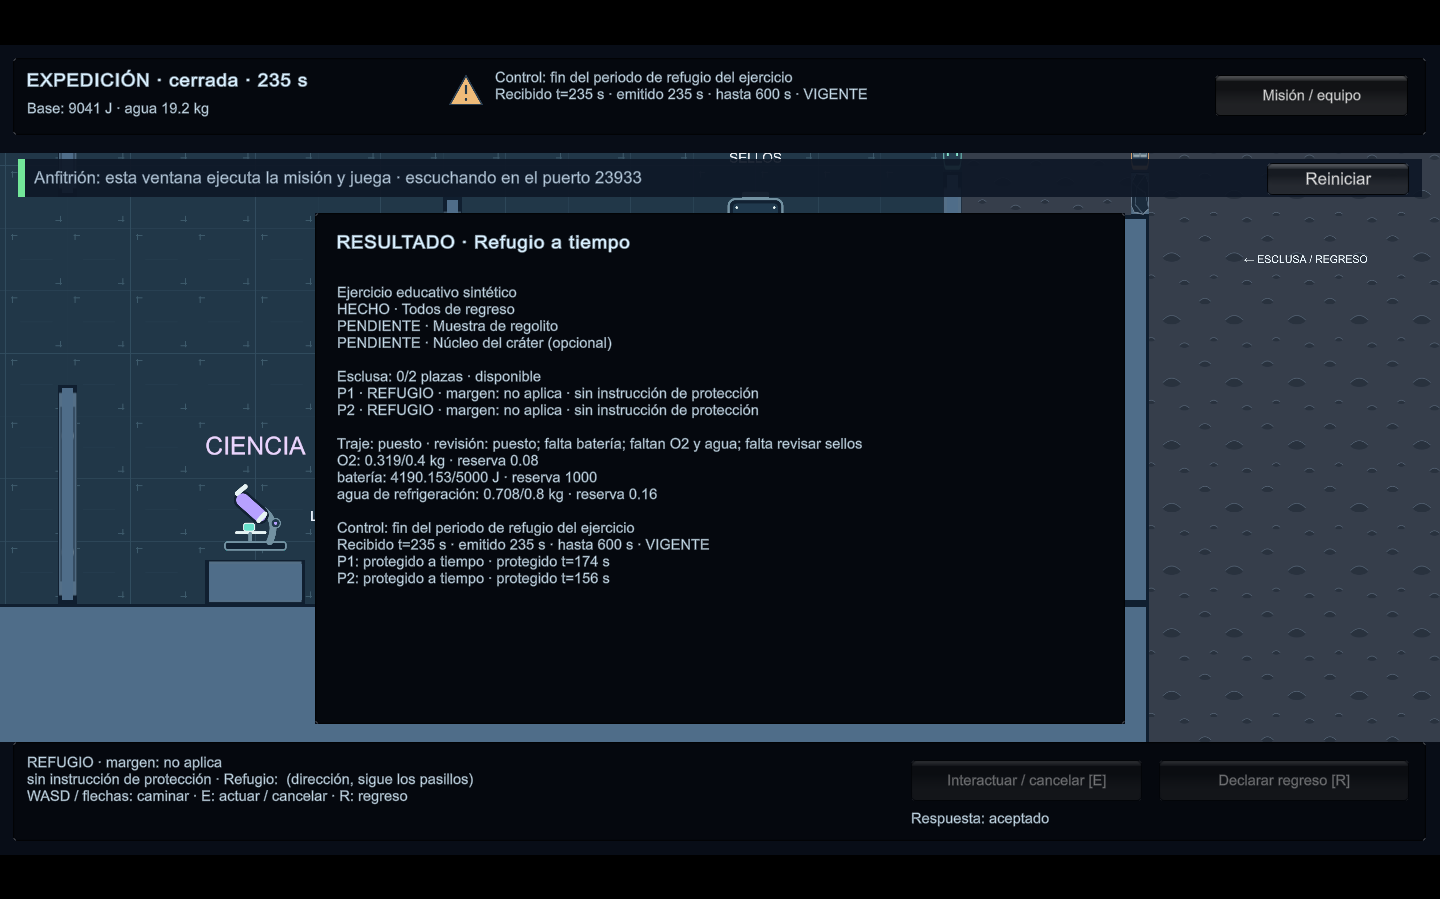 EXPEDICIÓN · cerrada · 235 s
Base: 9041 J · agua 19.2 kg
Control: fin del periodo de refugio del ejercicio
Recibido t=235 s · emitido 235 s · hasta 600 s · VIGENTE
Misión / equipo
SELLOS
Anfitrión: esta ventana ejecuta la misión y juega · escuchando en el puerto 23933
Reiniciar
← ESCLUSA / REGRESO
RESULTADO · Refugio a tiempo
Ejercicio educativo sintético
HECHO · Todos de regreso
PENDIENTE · Muestra de regolito
PENDIENTE · Núcleo del cráter (opcional)
Esclusa: 0/2 plazas · disponible
P1 · REFUGIO · margen: no aplica · sin instrucción de protección
P2 · REFUGIO · margen: no aplica · sin instrucción de protección
Traje: puesto · revisión: puesto; falta batería; faltan O2 y agua; falta revisar sellos
O2: 0.319/0.4 kg · reserva 0.08
batería: 4190.153/5000 J · reserva 1000
agua de refrigeración: 0.708/0.8 kg · reserva 0.16
Control: fin del periodo de refugio del ejercicio
Recibido t=235 s · emitido 235 s · hasta 600 s · VIGENTE
P1: protegido a tiempo · protegido t=174 s
P2: protegido a tiempo · protegido t=156 s
CIENCIA
REFUGIO · margen: no aplica
sin instrucción de protección · Refugio:  (dirección, sigue los pasillos)
WASD / flechas: caminar · E: actuar / cancelar · R: regreso
Interactuar / cancelar [E]
Declarar regreso [R]
Respuesta: aceptado